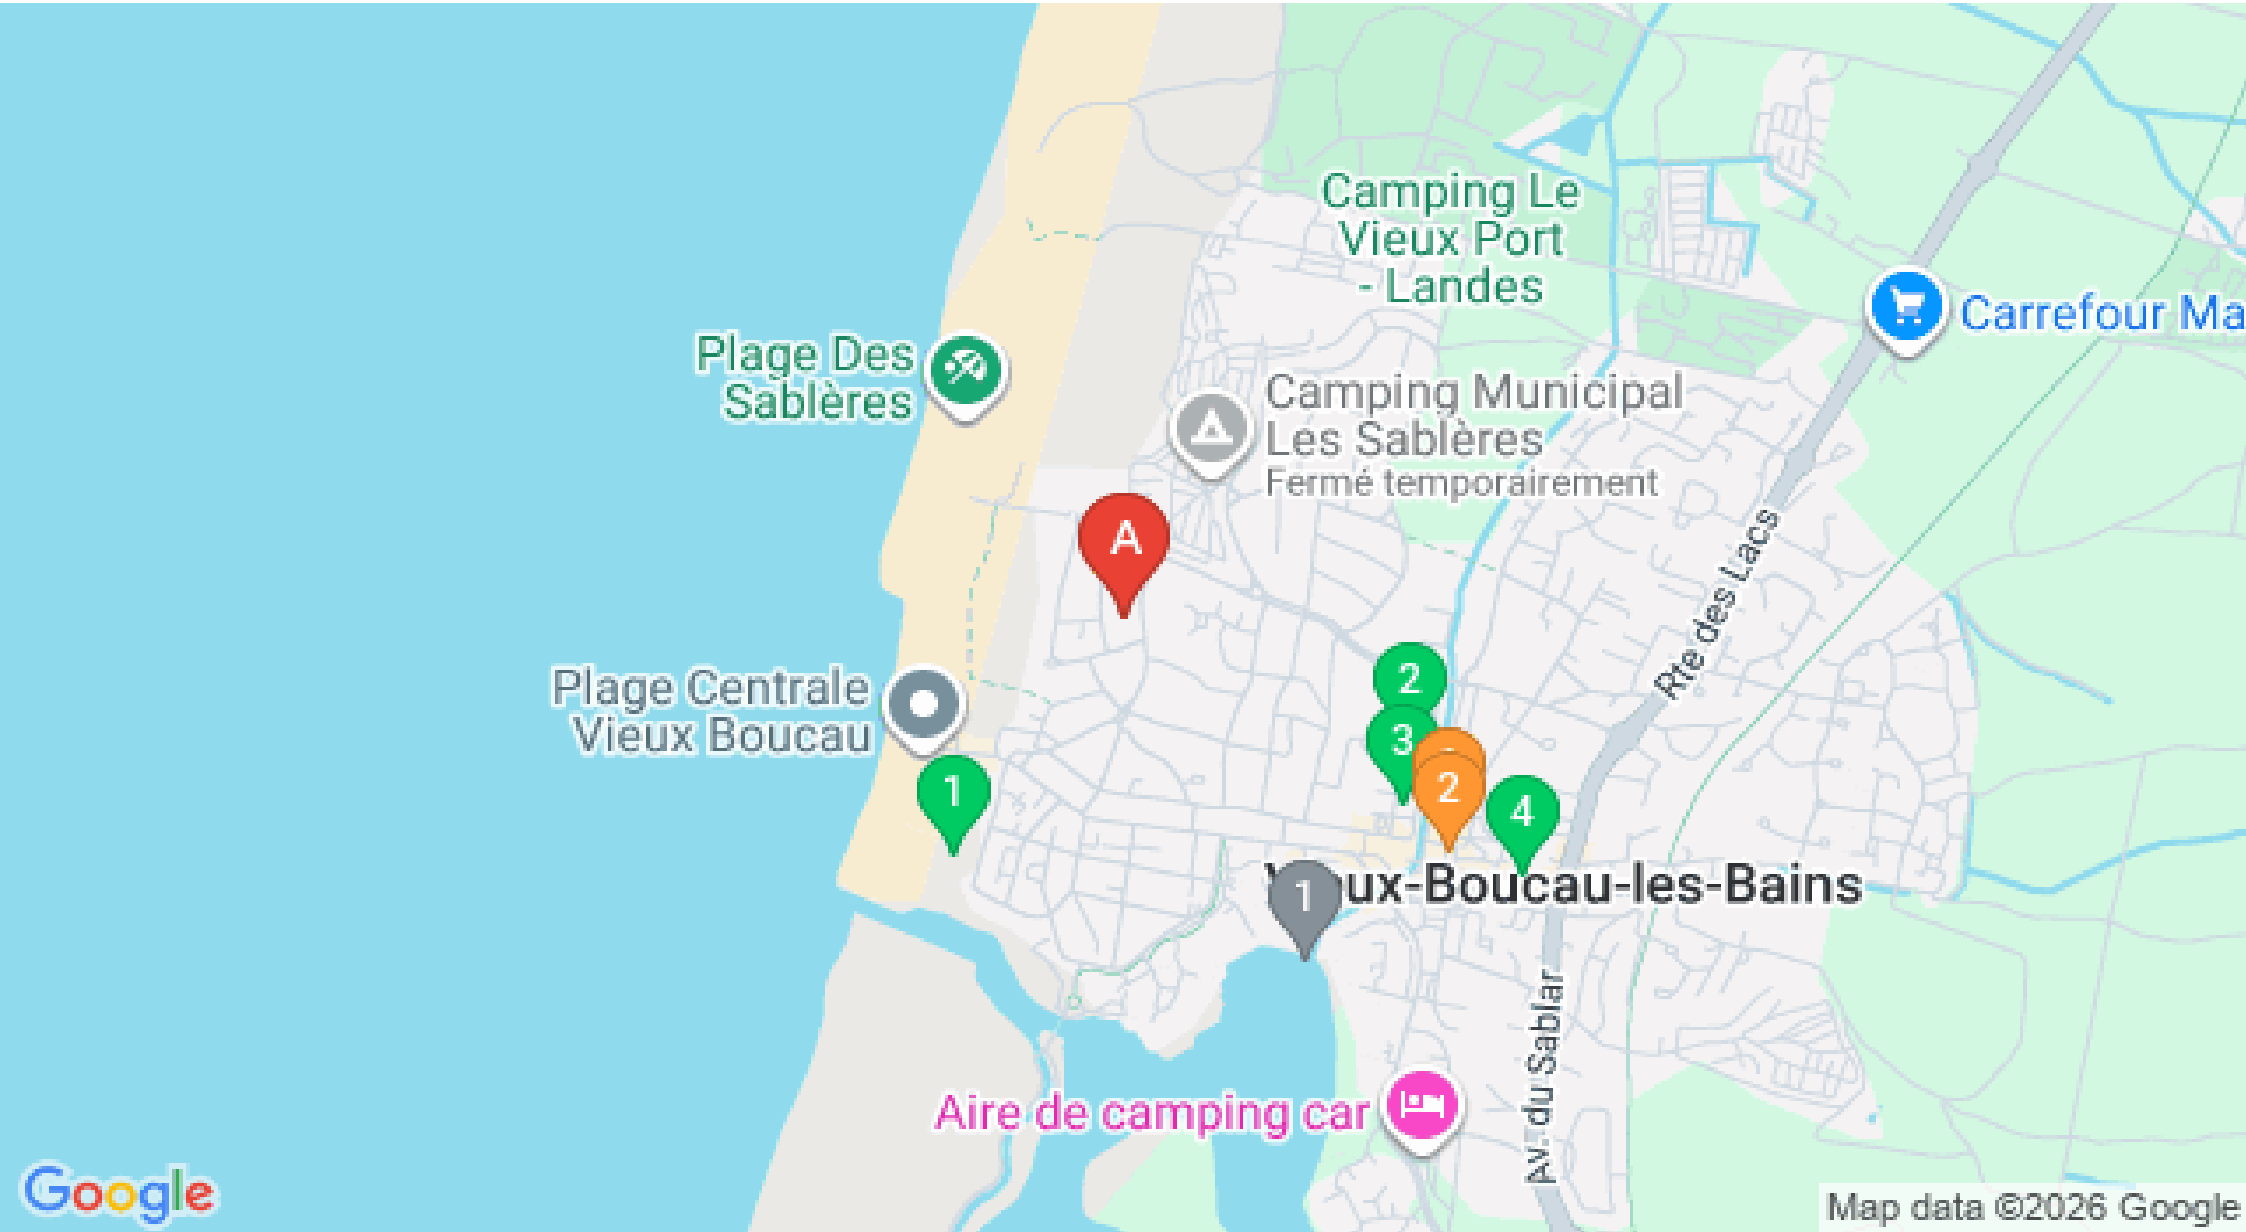 Camping Le
Vieux Port
- Landes
Carrefour Ma
Plage Des
Sablères
Camping Municipal
Les Sablères
Fermé temporairement
A
Rte des Lacs
2
Plage Centrale
Vieux Boucau
3
1
2
4
ux-Boucau-les-Bains
1
Av. du Sablar
Aire de camping car
Google
Map data ©2026 Google